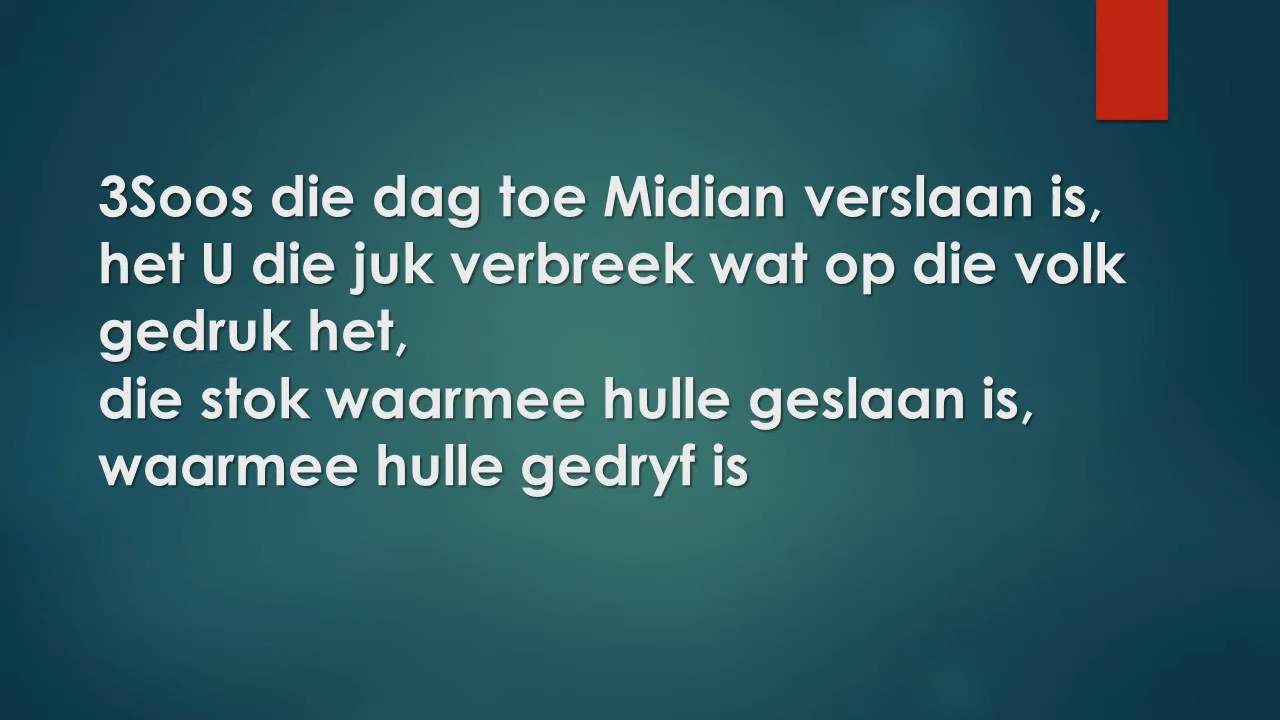 3Soos die dag toe Midian verslaan is,
het U die juk verbreek wat op die volk
gedruk het,
die stok waarmee hulle geslaan is,
waarmee hulle gedryf is